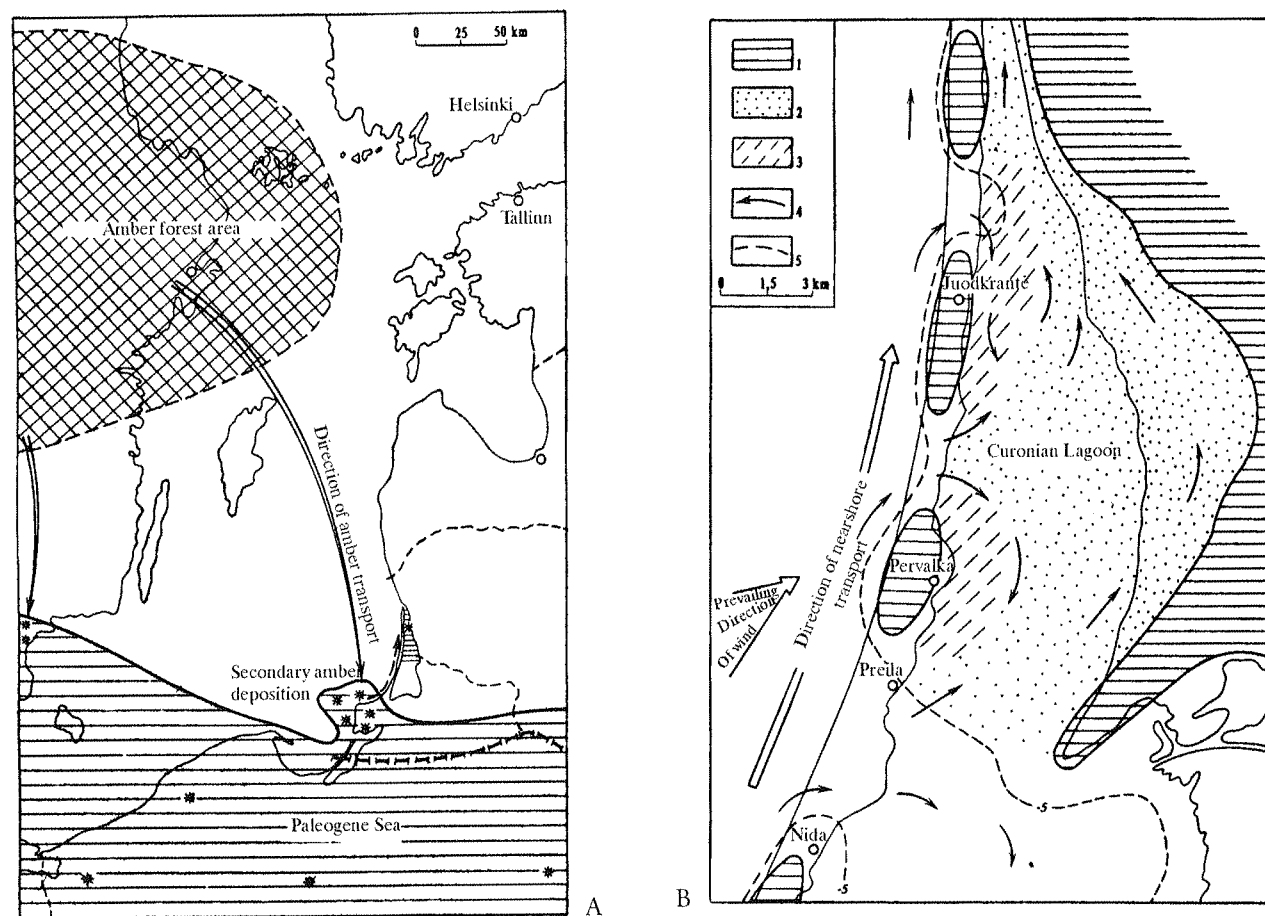 0 25 50 km
Helsinki
Tallinn
Amber forest area
Direction of amber transport
Secondary amber
deposition
Paleogene Sea
A
1
2
3
4
5
0 1,5 3 km
Juodkrantė
Curonian Lagoon
Direction of nearshore
transport
Pervalka
Prevailing
Direction
Of wind
Preila
-5
Nida
-5
B